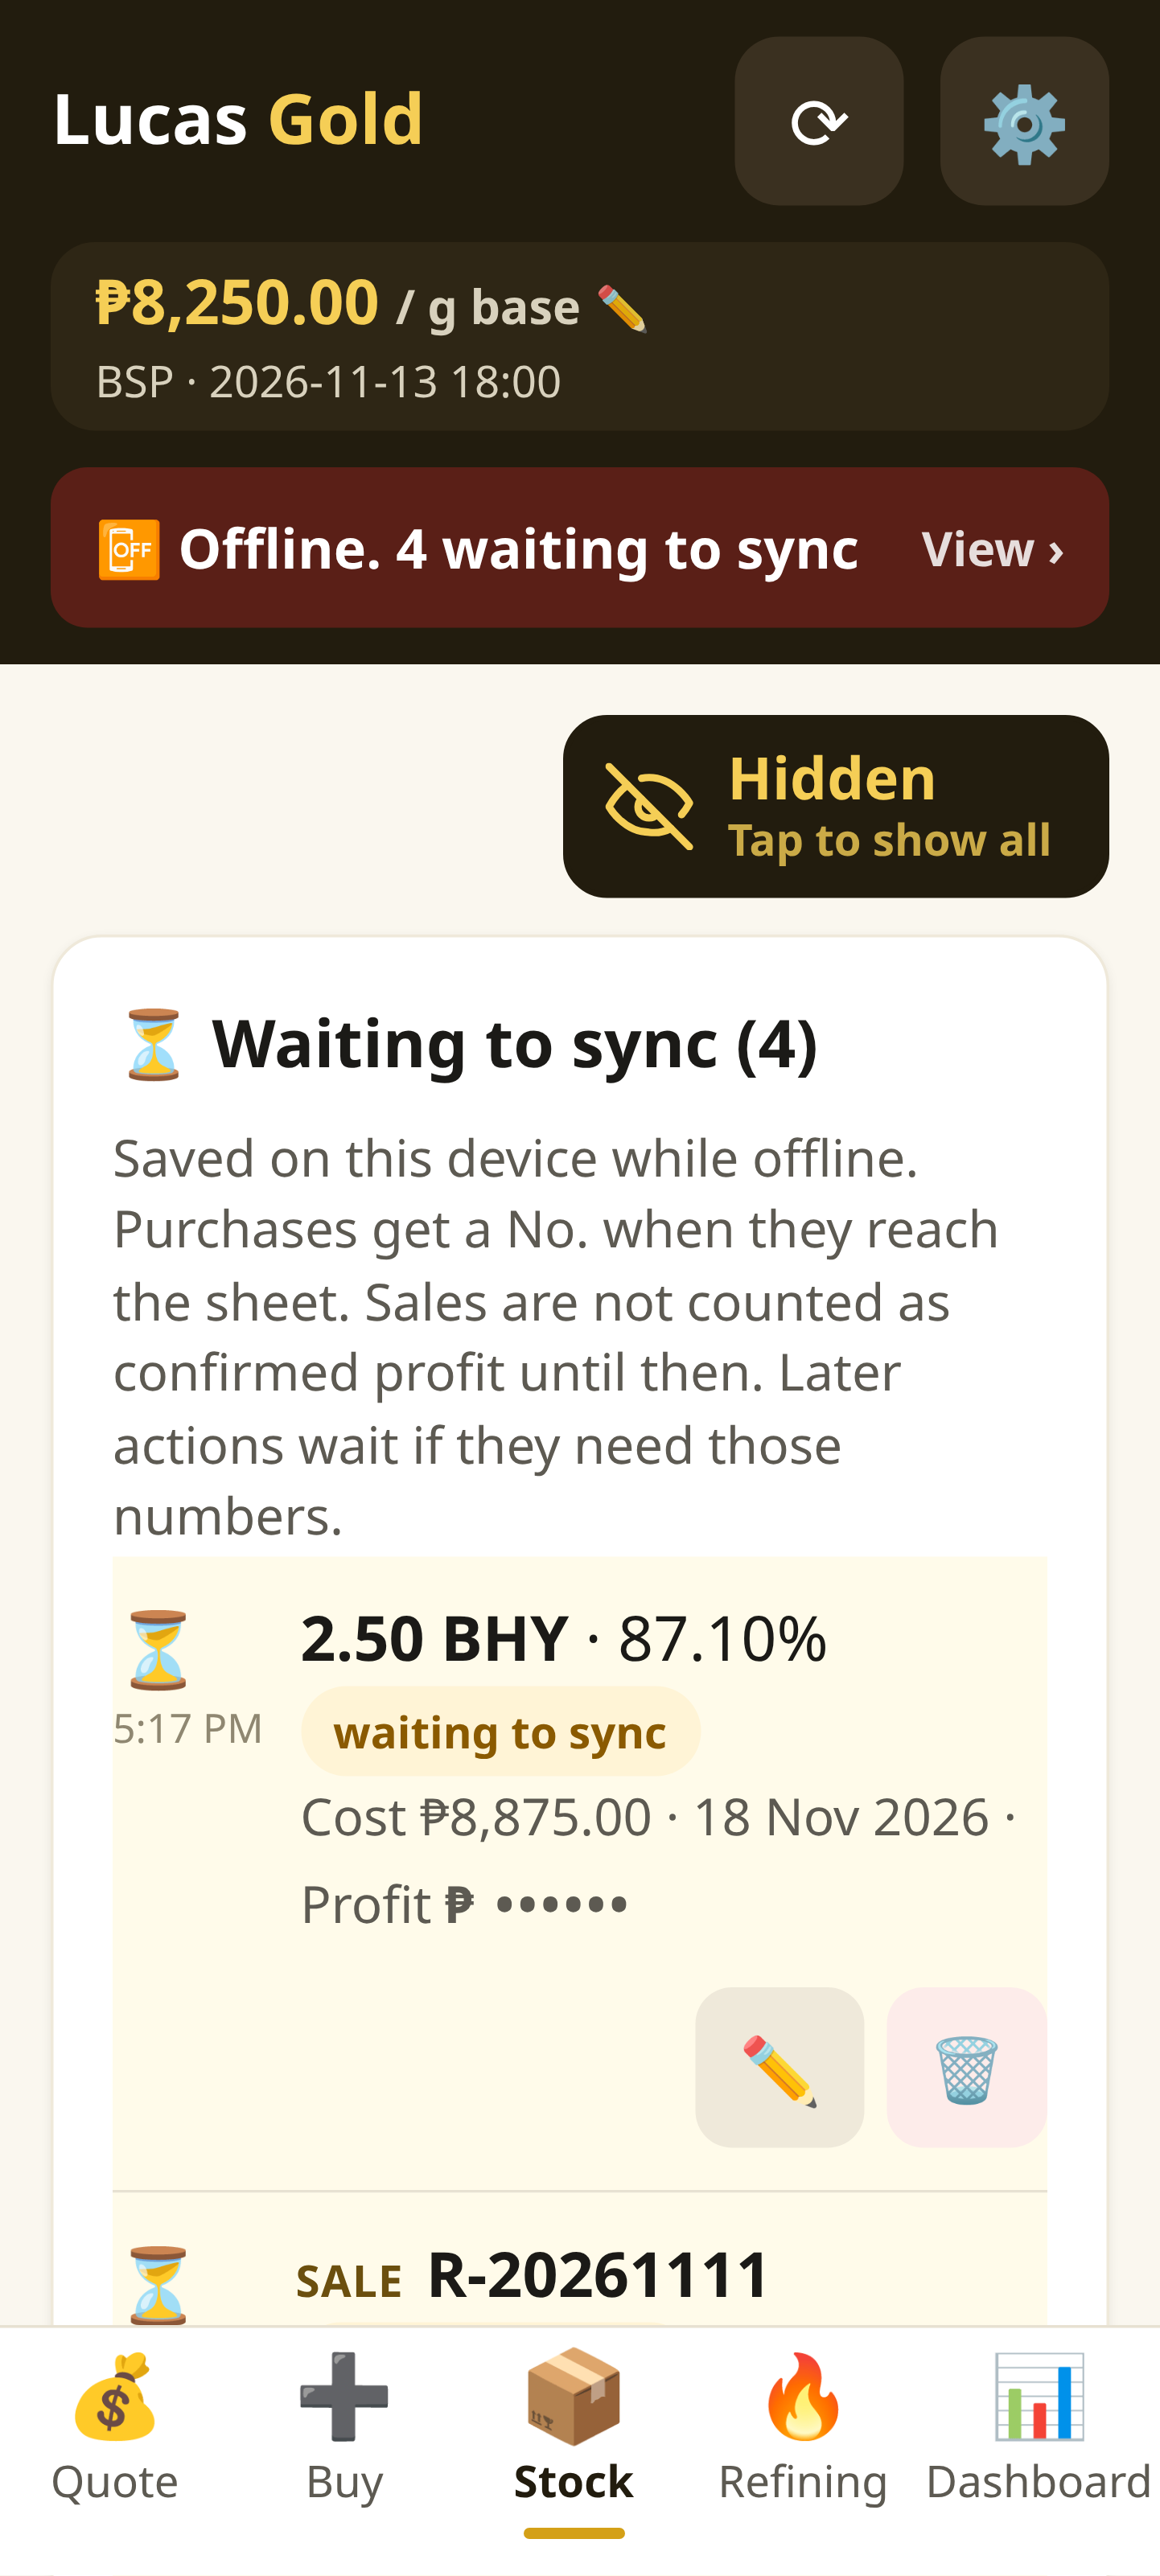 Lucas Gold
₱8,250.00 / g base
BSP · 2026-11-13 18:00
Offline. 4 waiting to sync View ›
Hidden
Tap to show all
Waiting to sync (4)
Saved on this device while offline.
Purchases get a No. when they reach
the sheet. Sales are not counted as
confirmed profit until then. Later
actions wait if they need those
numbers.
2.50 BHY · 87.10%
5:17 PM waiting to sync
Cost ₱8,875.00 · 18 Nov 2026 ·
Profit ₱ ••••••
SALE R-20261111
Quote Buy Stock Refining Dashboard